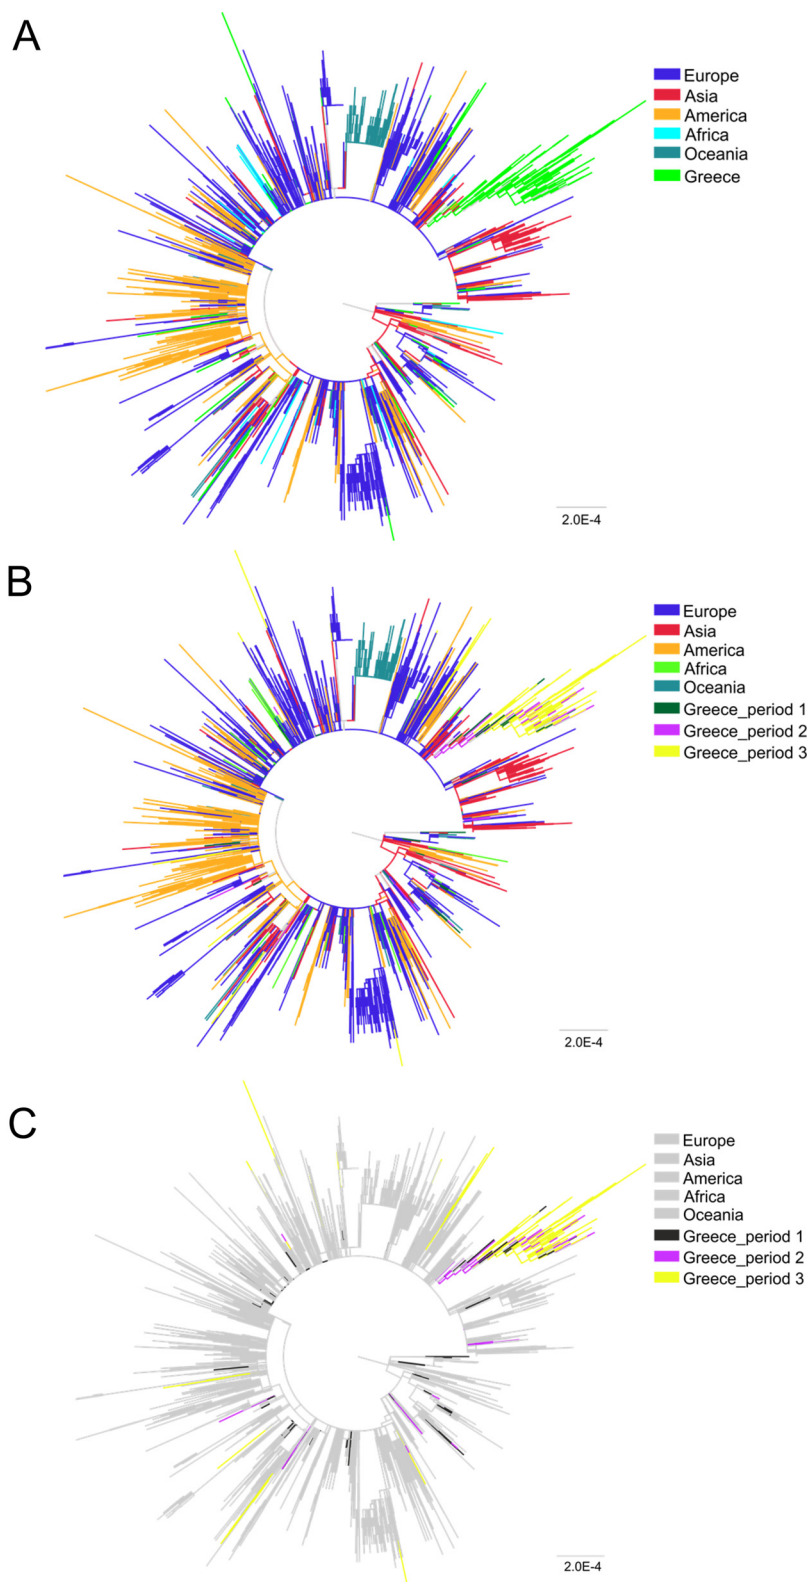 A
Europe
Asia
America
Africa
Oceania
Greece
2.0E-4
B
Europe
Asia
America
Africa
Oceania
Greece_period 1
Greece_period 2
Greece_period 3
2.0E-4
C
Europe
Asia
America
Africa
Oceania
Greece_period 1
Greece_period 2
Greece_period 3
2.0E-4